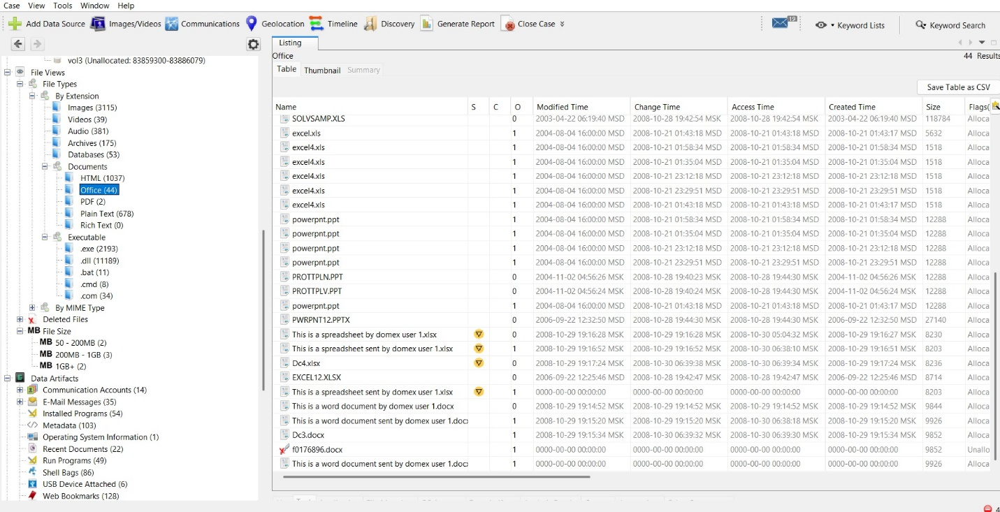 Case View Tools Window Help
Add Data Source Images/Videos Communications Geolocation Timeline Discovery Generate Report Close Case 19 Keyword Lists Keyword Search
vol3 (Unallocated: 83859300-83886079)
File Views
File Types
By Extension
Images (3115)
Videos (39)
Audio (381)
Archives (175)
Databases (53)
Documents
HTML (1037)
Office (44)
PDF (2)
Plain Text (678)
Rich Text (0)
Executable
.exe (2193)
.dll (11189)
.bat (11)
.cmd (8)
.com (34)
By MIME Type
Deleted Files
MB File Size
MB 50 - 200MB (2)
MB 200MB - 1GB (3)
MB 1GB+ (2)
Data Artifacts
Communication Accounts (14)
E-Mail Messages (35)
Installed Programs (54)
Metadata (103)
Operating System Information (1)
Recent Documents (22)
Run Programs (49)
Shell Bags (86)
USB Device Attached (6)
Web Bookmarks (128)
Listing
Office 44 Results
Table Thumbnail Summary
Save Table as CSV
Name S C O Modified Time Change Time Access Time Created Time Size Flags(
SOLVSAMP.XLS 0 2003-04-22 06:19:40 MSD 2008-10-28 19:42:54 MSK 2008-10-28 19:42:54 MSK 2003-04-22 06:19:40 MSD 118784 Alloca
excel.xls 1 2004-08-04 16:00:00 MSD 2008-10-21 01:43:18 MSD 2008-10-21 01:43:18 MSD 2008-10-21 01:43:17 MSD 5632 Alloca
excel4.xls 1 2004-08-04 16:00:00 MSD 2008-10-21 01:58:34 MSD 2008-10-21 01:58:34 MSD 2008-10-21 01:58:34 MSD 1518 Alloca
excel4.xls 1 2004-08-04 16:00:00 MSD 2008-10-21 01:35:04 MSD 2008-10-21 01:35:04 MSD 2008-10-21 01:35:04 MSD 1518 Alloca
excel4.xls 1 2004-08-04 16:00:00 MSD 2008-10-21 23:12:18 MSD 2008-10-21 23:12:18 MSD 2008-10-21 23:12:18 MSD 1518 Alloca
excel4.xls 1 2004-08-04 16:00:00 MSD 2008-10-21 23:29:51 MSD 2008-10-21 23:29:51 MSD 2008-10-21 23:29:51 MSD 1518 Alloca
excel4.xls 1 2004-08-04 16:00:00 MSD 2008-10-21 01:43:18 MSD 2008-10-21 01:43:18 MSD 2008-10-21 01:43:17 MSD 1518 Alloca
powerpnt.ppt 1 2004-08-04 16:00:00 MSD 2008-10-21 01:58:34 MSD 2008-10-21 01:58:34 MSD 2008-10-21 01:58:34 MSD 12288 Alloca
powerpnt.ppt 1 2004-08-04 16:00:00 MSD 2008-10-21 01:35:04 MSD 2008-10-21 01:35:04 MSD 2008-10-21 01:35:04 MSD 12288 Alloca
powerpnt.ppt 1 2004-08-04 16:00:00 MSD 2008-10-21 23:12:18 MSD 2008-10-21 23:12:18 MSD 2008-10-21 23:12:18 MSD 12288 Alloca
powerpnt.ppt 1 2004-08-04 16:00:00 MSD 2008-10-21 23:29:51 MSD 2008-10-21 23:29:51 MSD 2008-10-21 23:29:51 MSD 12288 Alloca
PROTTPLN.PPT 0 2004-11-02 04:56:26 MSK 2008-10-28 19:40:23 MSK 2008-10-28 19:44:30 MSK 2004-11-02 04:56:26 MSK 12288 Alloca
PROTTPLV.PPT 0 2004-11-02 04:56:24 MSK 2008-10-28 19:40:24 MSK 2008-10-28 19:44:30 MSK 2004-11-02 04:56:24 MSK 12288 Alloca
powerpnt.ppt 1 2004-08-04 16:00:00 MSD 2008-10-21 01:43:18 MSD 2008-10-21 01:43:18 MSD 2008-10-21 01:43:17 MSD 12288 Alloca
PWRPNT12.PPTX 0 2006-09-22 12:32:50 MSD 2008-10-28 19:44:30 MSK 2008-10-28 19:44:30 MSK 2006-09-22 12:32:50 MSD 27140 Alloca
This is a spreadsheet by domex user 1.xlsx 0 2008-10-29 19:16:28 MSK 2008-10-29 19:16:28 MSK 2008-10-30 05:04:32 MSK 2008-10-29 19:16:27 MSK 8230 Alloca
This is a spreadsheet sent by domex user 1.xlsx 1 2008-10-29 19:16:52 MSK 2008-10-29 19:16:52 MSK 2008-10-30 06:38:10 MSK 2008-10-29 19:16:51 MSK 8203 Alloca
Dc4.xlsx 0 2008-10-29 19:17:24 MSK 2008-10-30 06:39:38 MSK 2008-10-30 06:39:34 MSK 2008-10-29 19:17:24 MSK 8236 Alloca
EXCEL12.XLSX 0 2006-09-22 12:25:46 MSD 2008-10-28 19:42:47 MSK 2008-10-28 19:42:47 MSK 2006-09-22 12:25:46 MSD 8714 Alloca
This is a spreadsheet sent by domex user 1.xlsx 1 0000-00-00 00:00:00 0000-00-00 00:00:00 0000-00-00 00:00:00 0000-00-00 00:00:00 8203 Alloca
This is a word document by domex user 1.docx 0 2008-10-29 19:14:52 MSK 2008-10-29 19:14:52 MSK 2008-10-29 19:14:52 MSK 2008-10-29 19:14:52 MSK 9844 Alloca
This is a word document sent by domex user 1.docx 1 2008-10-29 19:15:20 MSK 2008-10-29 19:15:20 MSK 2008-10-30 06:38:18 MSK 2008-10-29 19:15:20 MSK 9926 Alloca
Dc3.docx 1 2008-10-29 19:15:34 MSK 2008-10-30 06:39:32 MSK 2008-10-30 06:39:30 MSK 2008-10-29 19:15:34 MSK 9852 Alloca
f0176896.docx 1 0000-00-00 00:00:00 0000-00-00 00:00:00 0000-00-00 00:00:00 0000-00-00 00:00:00 9852 Unallo
This is a word document sent by domex user 1.docx 1 0000-00-00 00:00:00 0000-00-00 00:00:00 0000-00-00 00:00:00 0000-00-00 00:00:00 9926 Alloca
4